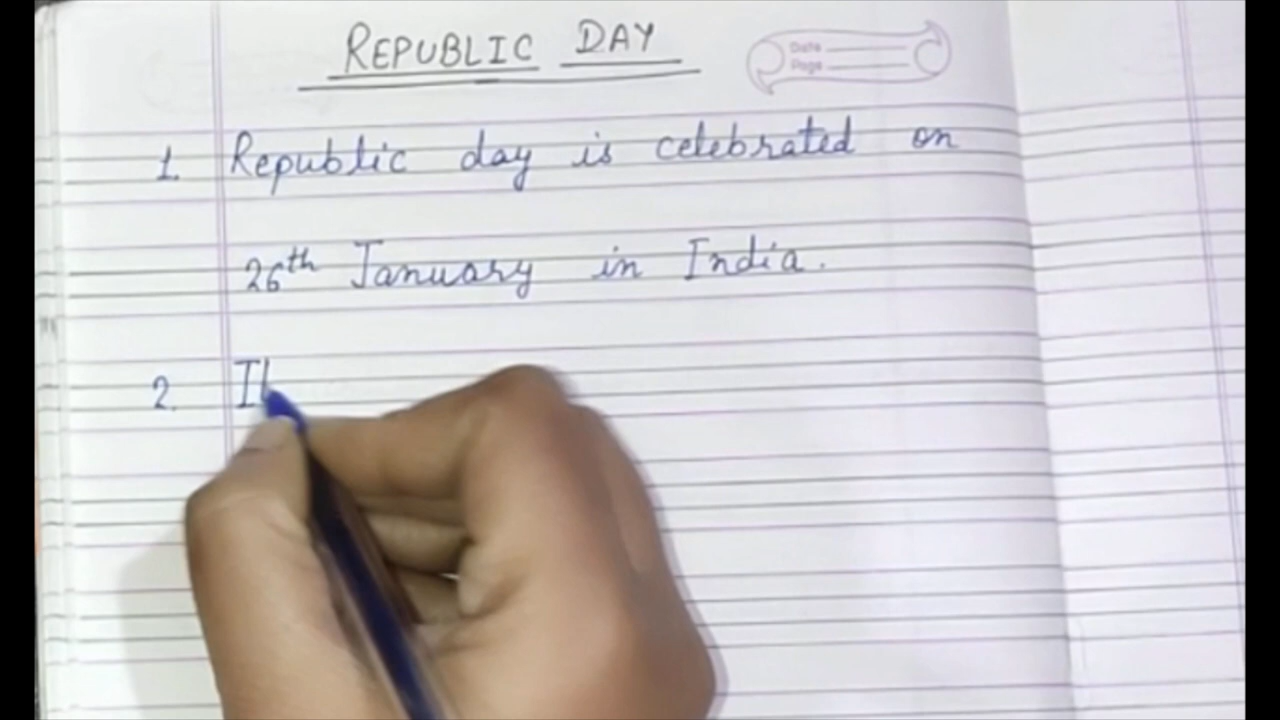 REPUBLIC DAY
Date
Page
1. Republic day is celebrated on
26th January in India.
2. It